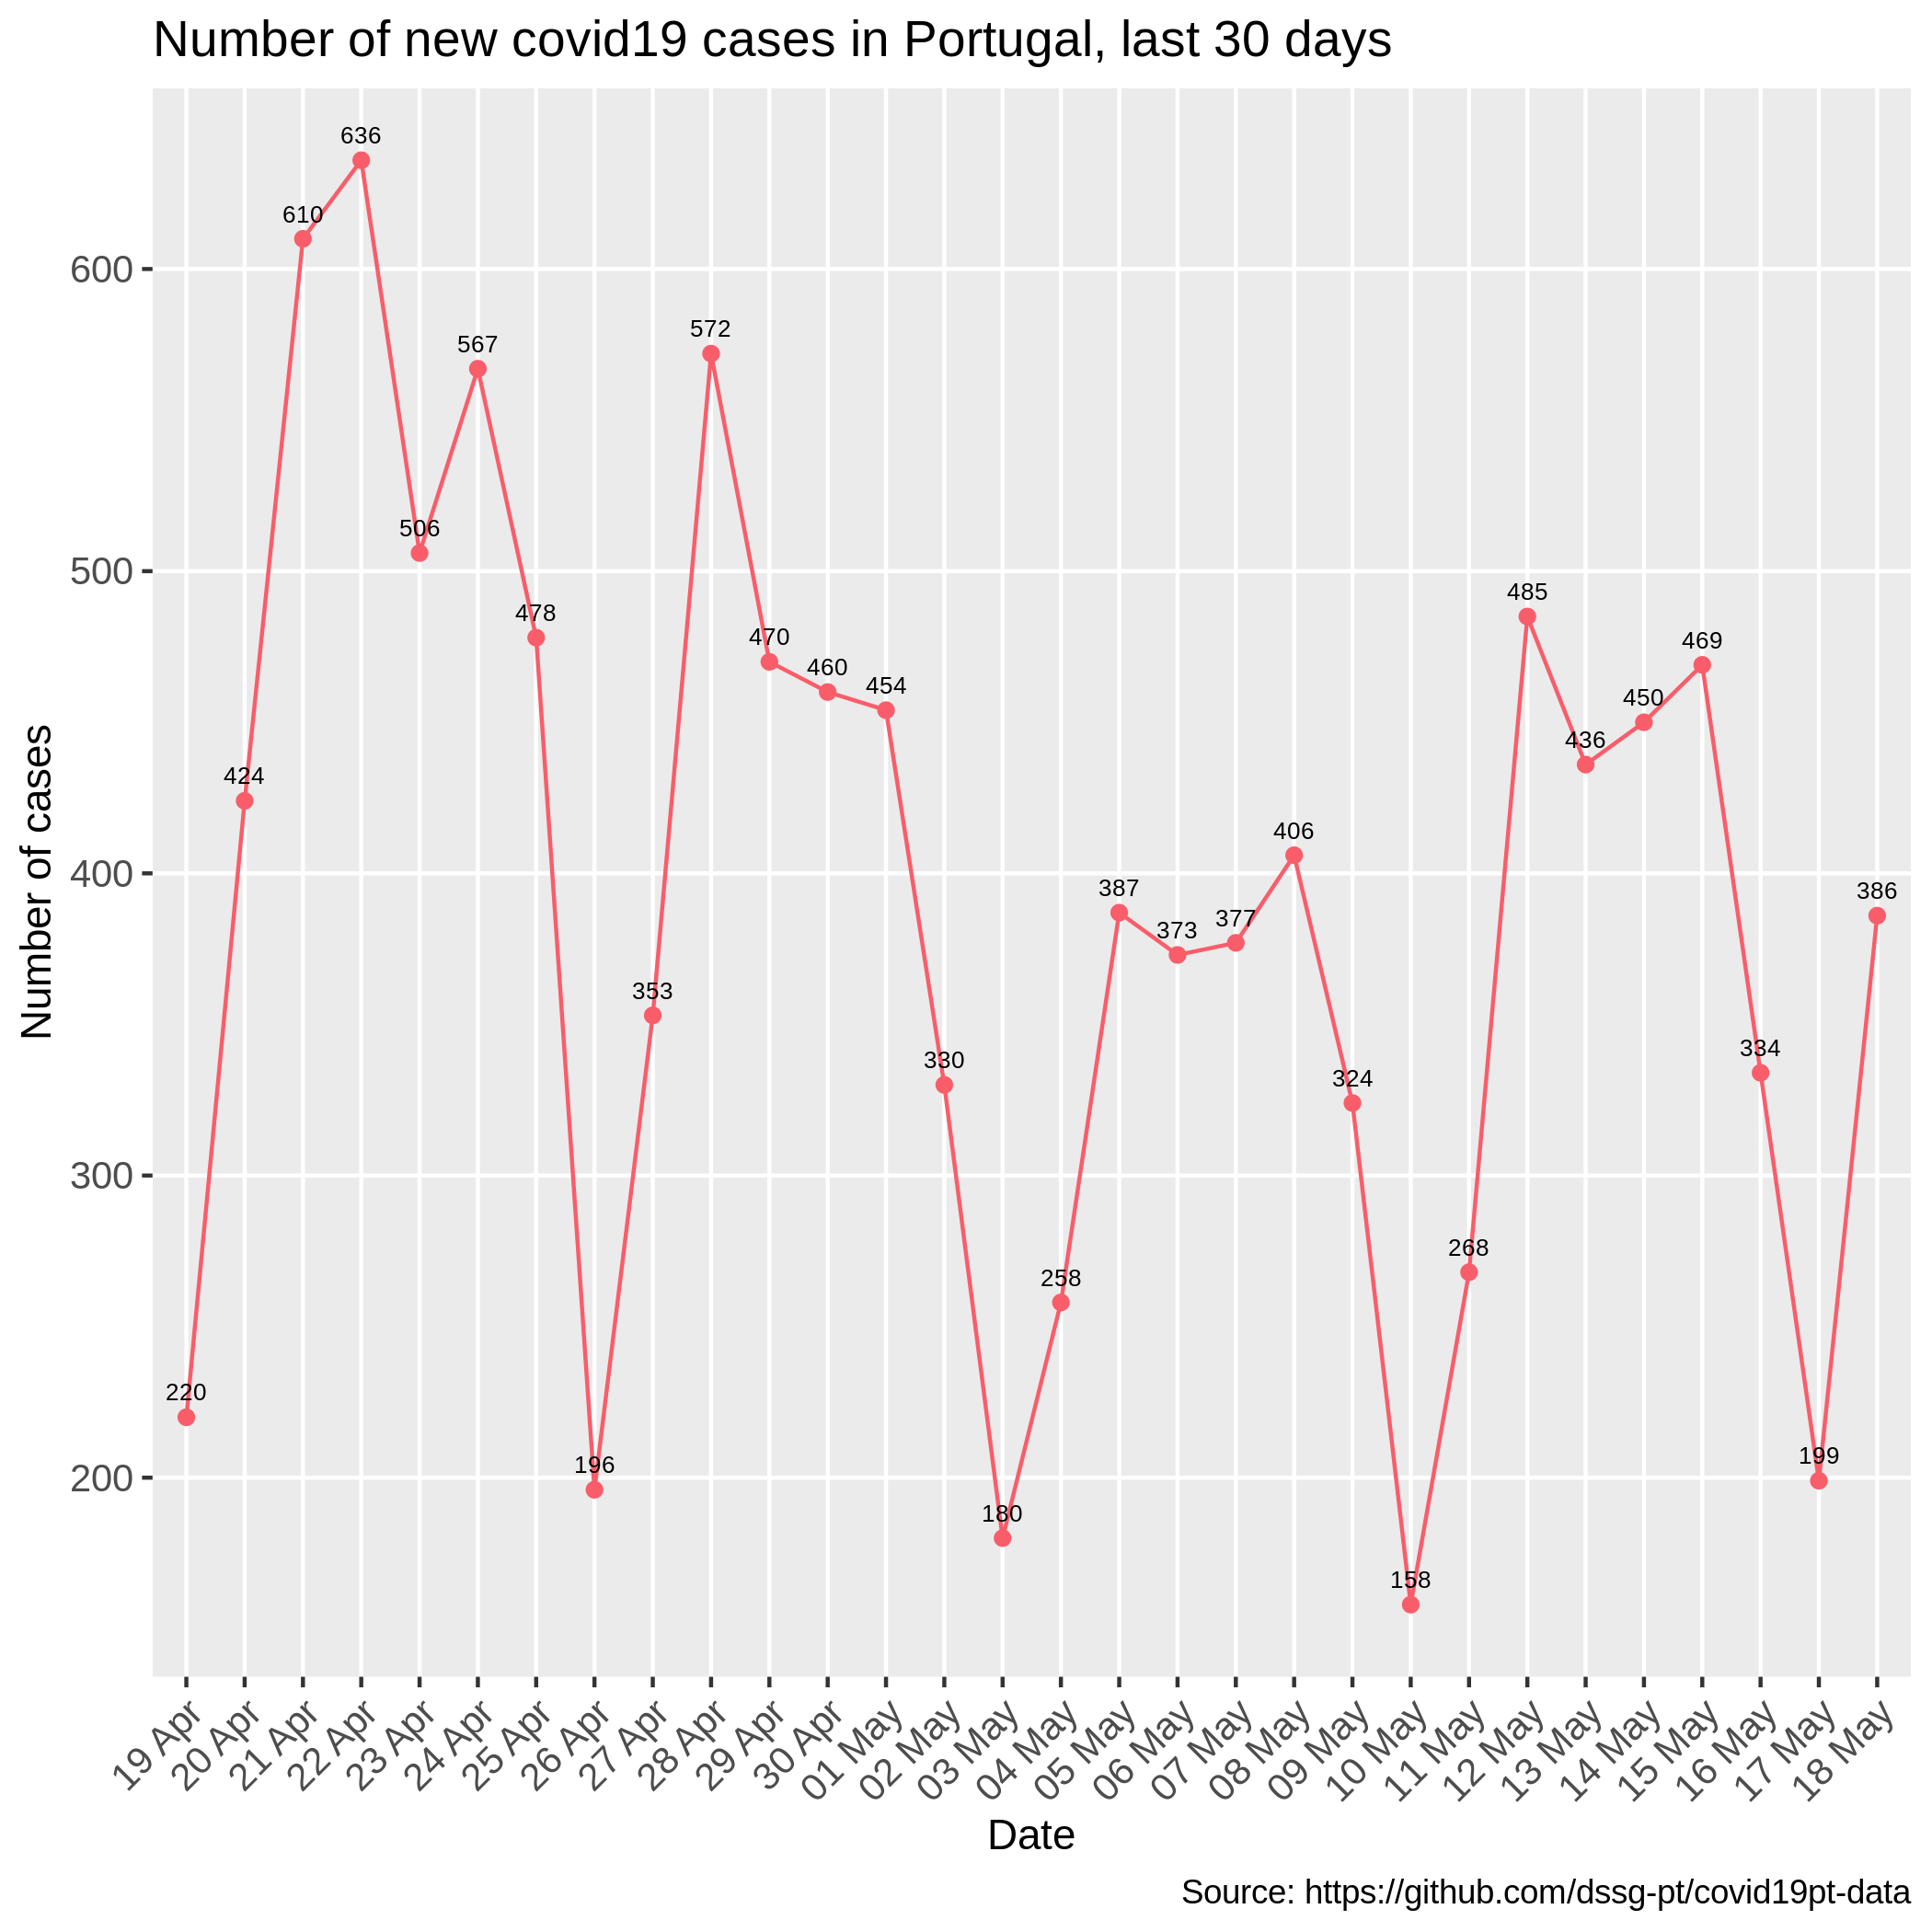 Number of new covid19 cases in Portugal, last 30 days
Number of cases
600
500
400
300
200
220
424
610
636
506
567
478
196
353
572
470
460
454
330
180
258
387
373
377
406
324
158
268
485
436
450
469
334
199
386
19 Apr
20 Apr
21 Apr
22 Apr
23 Apr
24 Apr
25 Apr
26 Apr
27 Apr
28 Apr
29 Apr
30 Apr
01 May
02 May
03 May
04 May
05 May
06 May
07 May
08 May
09 May
10 May
11 May
12 May
13 May
14 May
15 May
16 May
17 May
18 May
Date
Source: https://github.com/dssg-pt/covid19pt-data